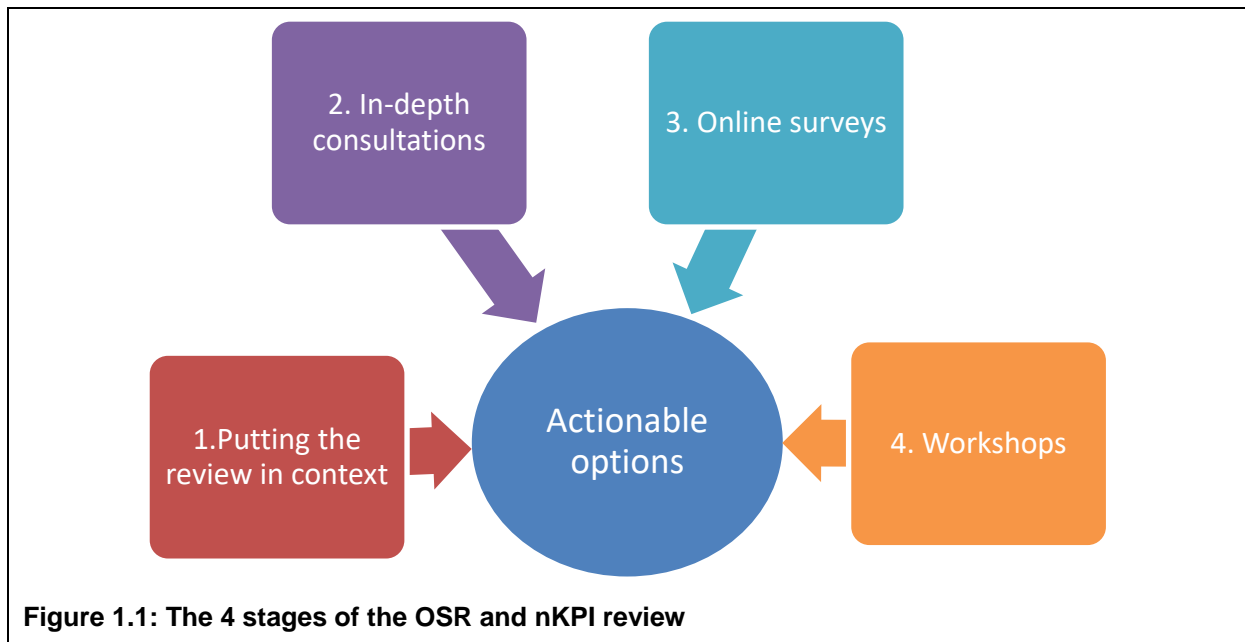 1.Putting the
review in context
2. In-depth
consultations
3. Online surveys
4. Workshops
Actionable
options
Figure 1.1: The 4 stages of the OSR and nKPI review